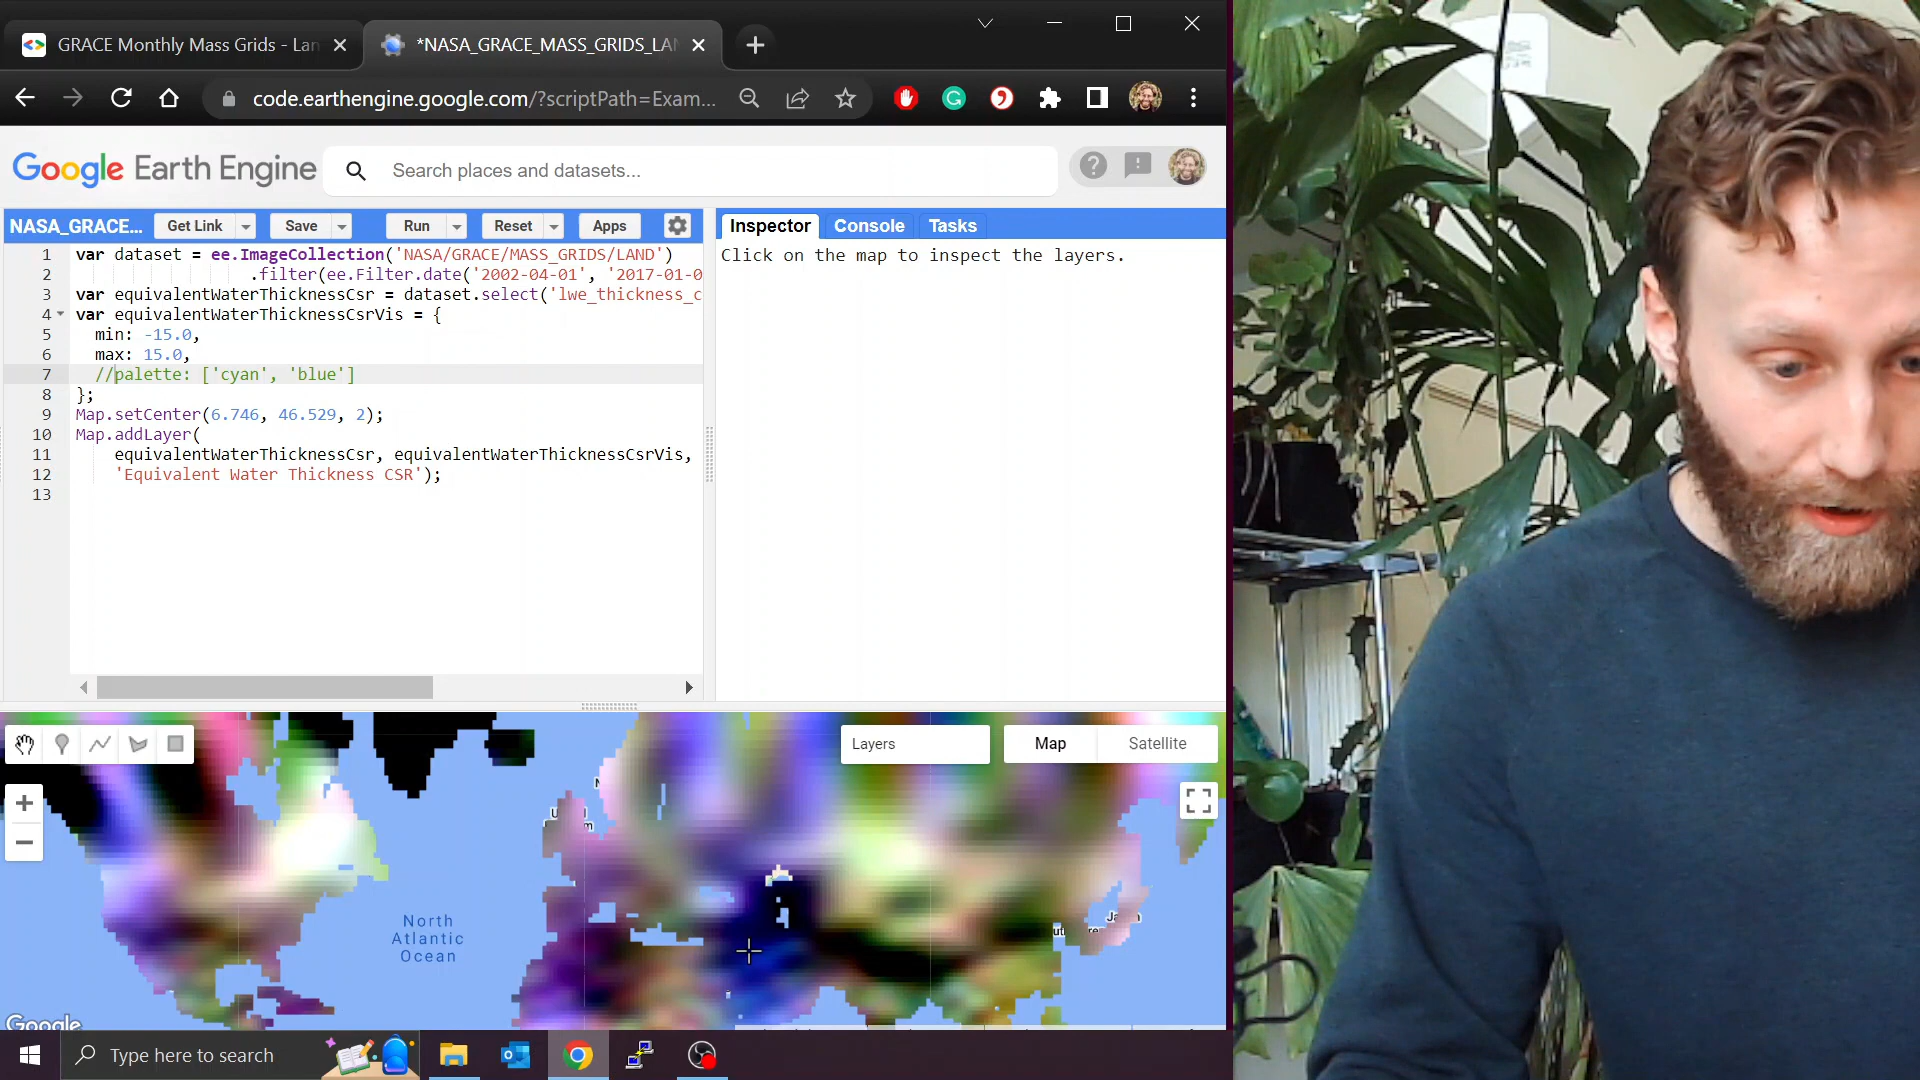 GRACE Monthly Mass Grids - Lan
*NASA_GRACE_MASS_GRIDS_LA
code.earthengine.google.com/?scriptPath=Exam...
Google Earth Engine
Search places and datasets...
NASA_GRACE...
Get Link
Save
Run
Reset
Apps
Inspector
Console
Tasks
1 var dataset = ee.ImageCollection('NASA/GRACE/MASS_GRIDS/LAND')
2 .filter(ee.Filter.date('2002-04-01', '2017-01-0
3 var equivalentWaterThicknessCsr = dataset.select('lwe_thickness_c
4 var equivalentWaterThicknessCsrVis = {
5 min: -15.0,
6 max: 15.0,
7 //palette: ['cyan', 'blue']
8 };
9 Map.setCenter(6.746, 46.529, 2);
10 Map.addLayer(
11 equivalentWaterThicknessCsr, equivalentWaterThicknessCsrVis,
12 'Equivalent Water Thickness CSR');
13
Click on the map to inspect the layers.
Layers
Map
Satellite
North
Atlantic
Ocean
Google
Type here to search